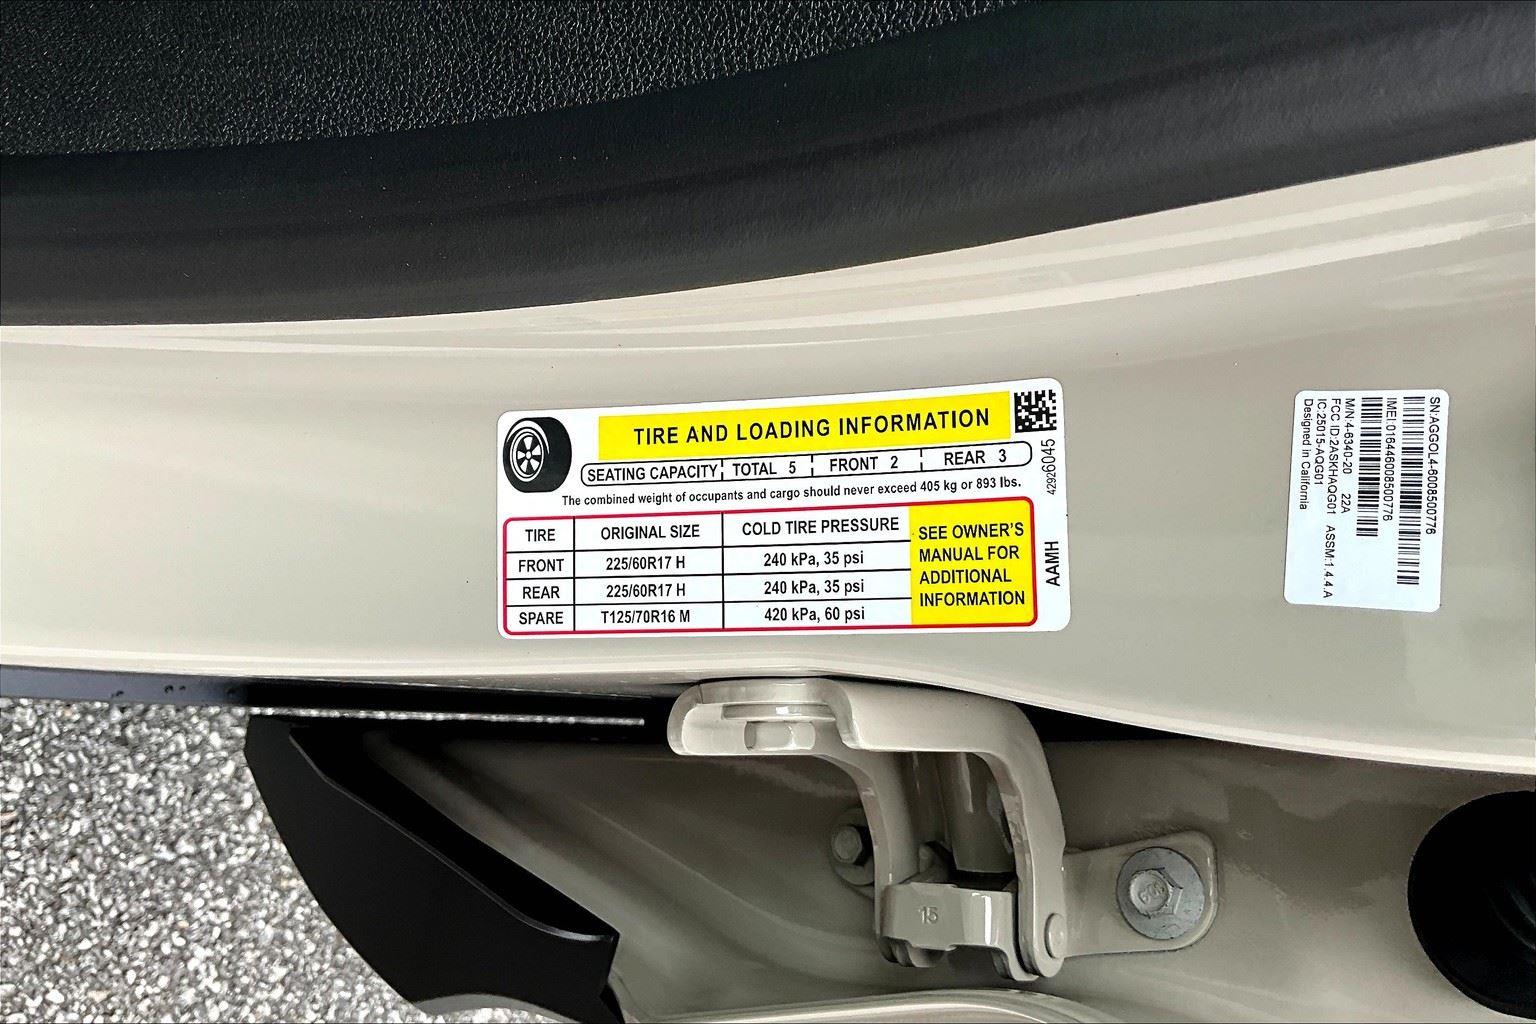 TIRE AND LOADING INFORMATION
SEATING CAPACITY TOTAL 5 FRONT 2 REAR 3
The combined weight of occupants and cargo should never exceed 405 kg or 893 lbs.
TIRE ORIGINAL SIZE COLD TIRE PRESSURE
FRONT 225/60R17 H 240 kPa, 35 psi
REAR 225/60R17 H 240 kPa, 35 psi
SPARE T125/70R16 M 420 kPa, 60 psi
SEE OWNER'S
MANUAL FOR
ADDITIONAL
INFORMATION
42926045
AAMH
SN:AGGOL4-6008500776
IMEI:016446008500776
M/N:4-6340-20 22A
FCC ID:2ASKHAQG01 ASSM:1.4.4.A
IC:25015-AQG01
Designed in California
15